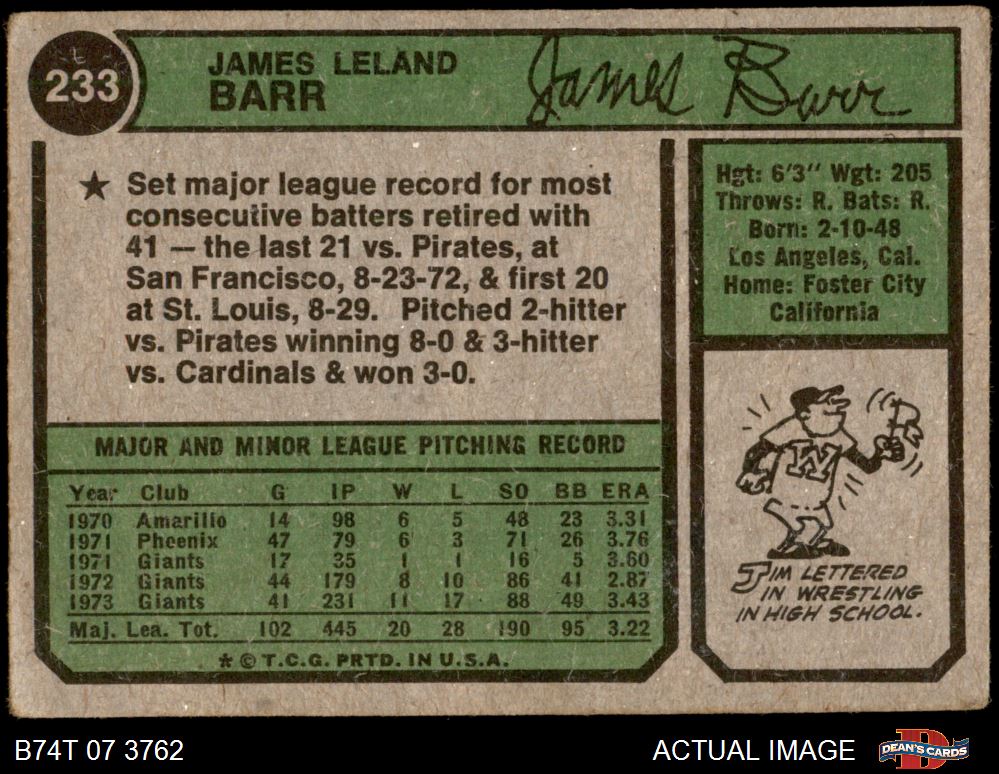 233
JAMES LELAND
BARR
James Barr
★ Set major league record for most
consecutive batters retired with
41 — the last 21 vs. Pirates, at
San Francisco, 8-23-72, & first 20
at St. Louis, 8-29. Pitched 2-hitter
vs. Pirates winning 8-0 & 3-hitter
vs. Cardinals & won 3-0.
Hgt: 6'3" Wgt: 205
Throws: R. Bats: R.
Born: 2-10-48
Los Angeles, Cal.
Home: Foster City
California
MAJOR AND MINOR LEAGUE PITCHING RECORD
Year Club G IP W L SO BB ERA
1970 Amarillo 14 98 6 5 48 23 3.31
1971 Phoenix 47 79 6 3 71 26 3.76
1971 Giants 17 35 1 1 16 5 3.60
1972 Giants 44 179 8 10 86 41 2.87
1973 Giants 41 231 11 17 88 49 3.43
Maj. Lea. Tot. 102 445 20 28 190 95 3.22
* © T.C.G. PRTD. IN U.S.A.
W
JIM LETTERED
IN WRESTLING
IN HIGH SCHOOL.
B74T 07 3762
ACTUAL IMAGE
DEAN'S CARDS